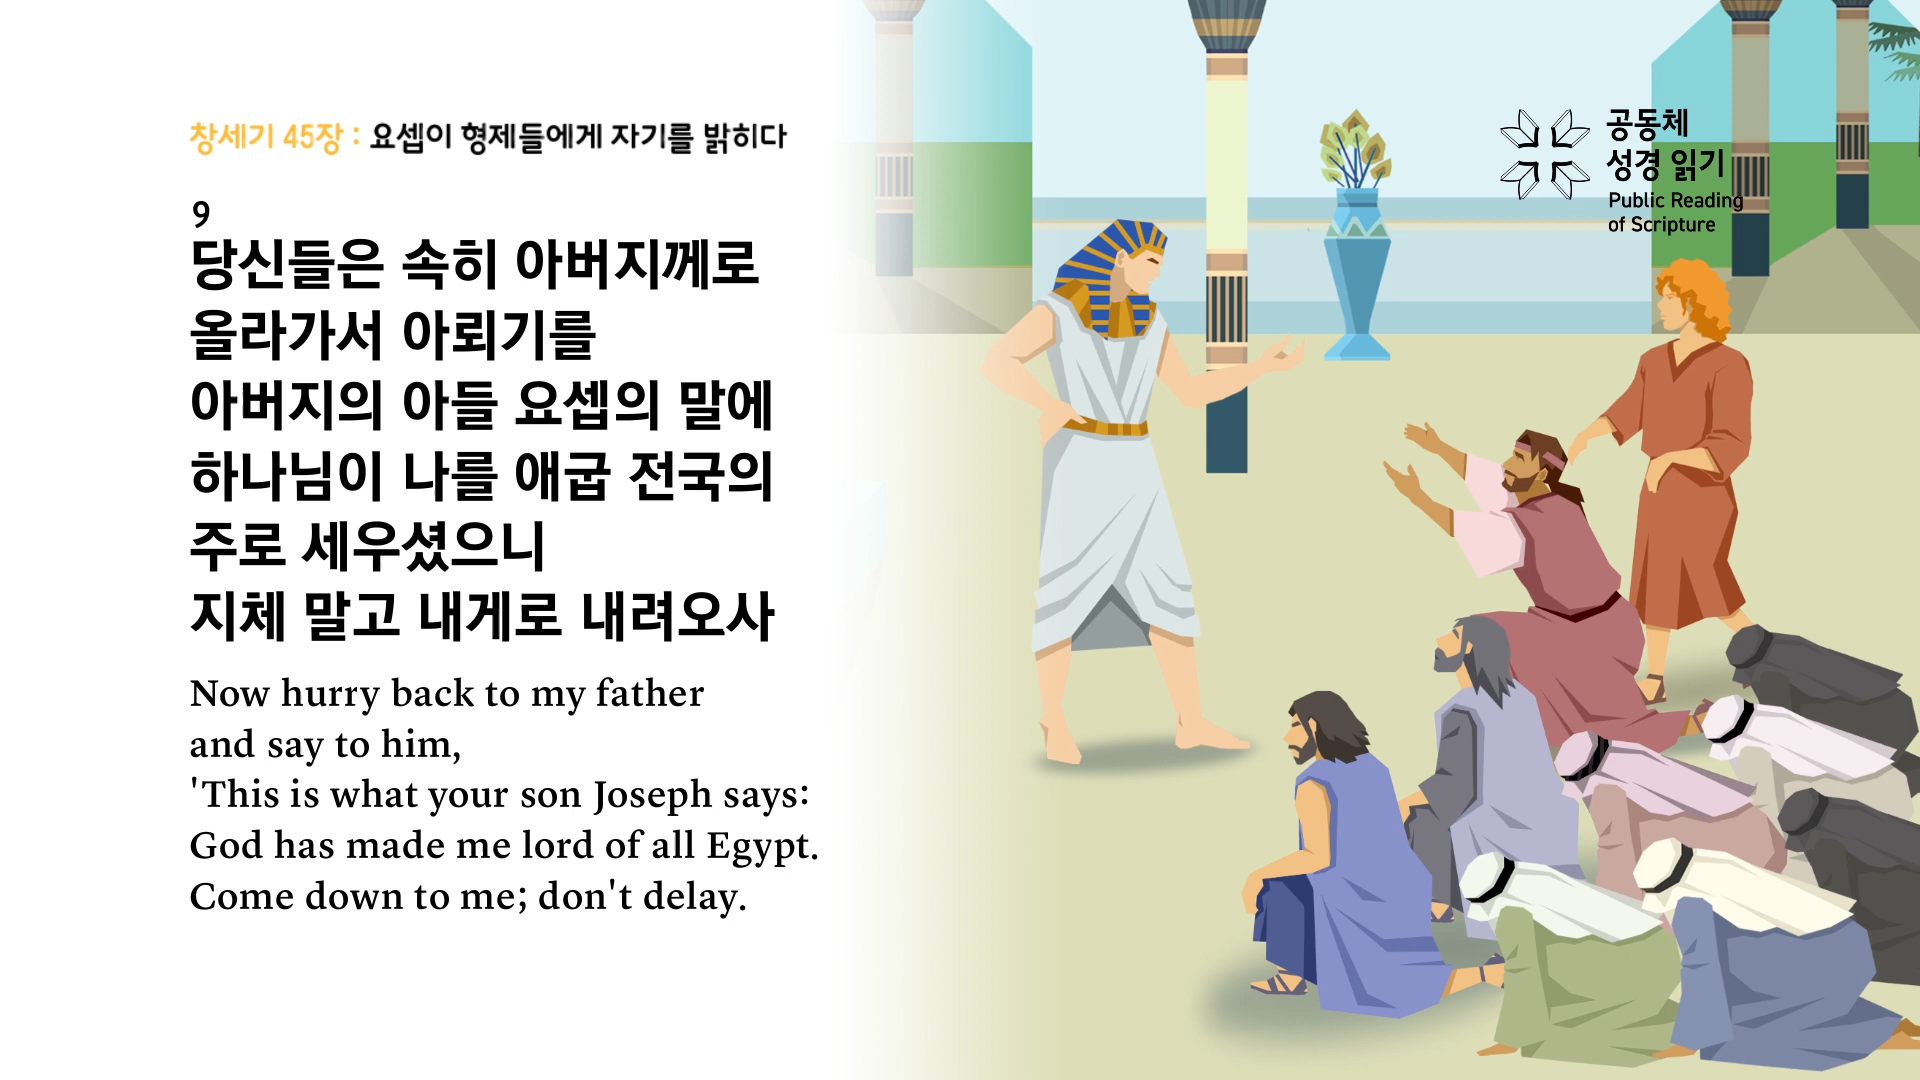 창세기 45장 : 요셉이 형제들에게 자기를 밝히다
9
당신들은 속히 아버지께로
올라가서 아뢰기를
아버지의 아들 요셉의 말에
하나님이 나를 애굽 전국의
주로 세우셨으니
지체 말고 내게로 내려오사
Now hurry back to my father
and say to him,
'This is what your son Joseph says:
God has made me lord of all Egypt.
Come down to me; don't delay.
공동체
성경 읽기
Public Reading
of Scripture